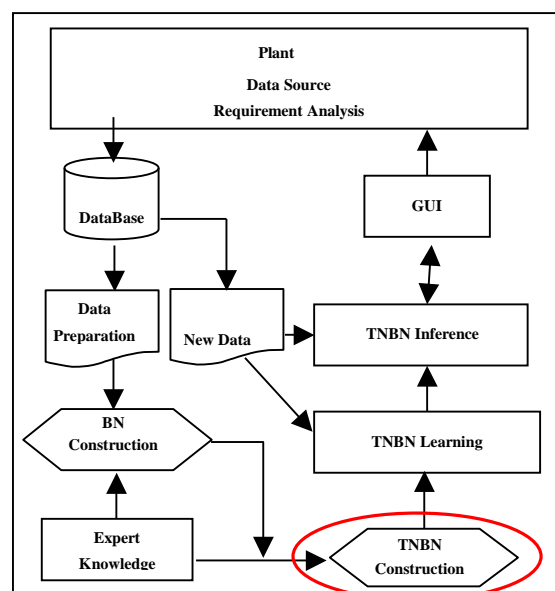 Plant
Data Source
Requirement Analysis
DataBase
GUI
Data
Preparation
New Data
TNBN Inference
BN
Construction
TNBN Learning
Expert
Knowledge
TNBN
Construction